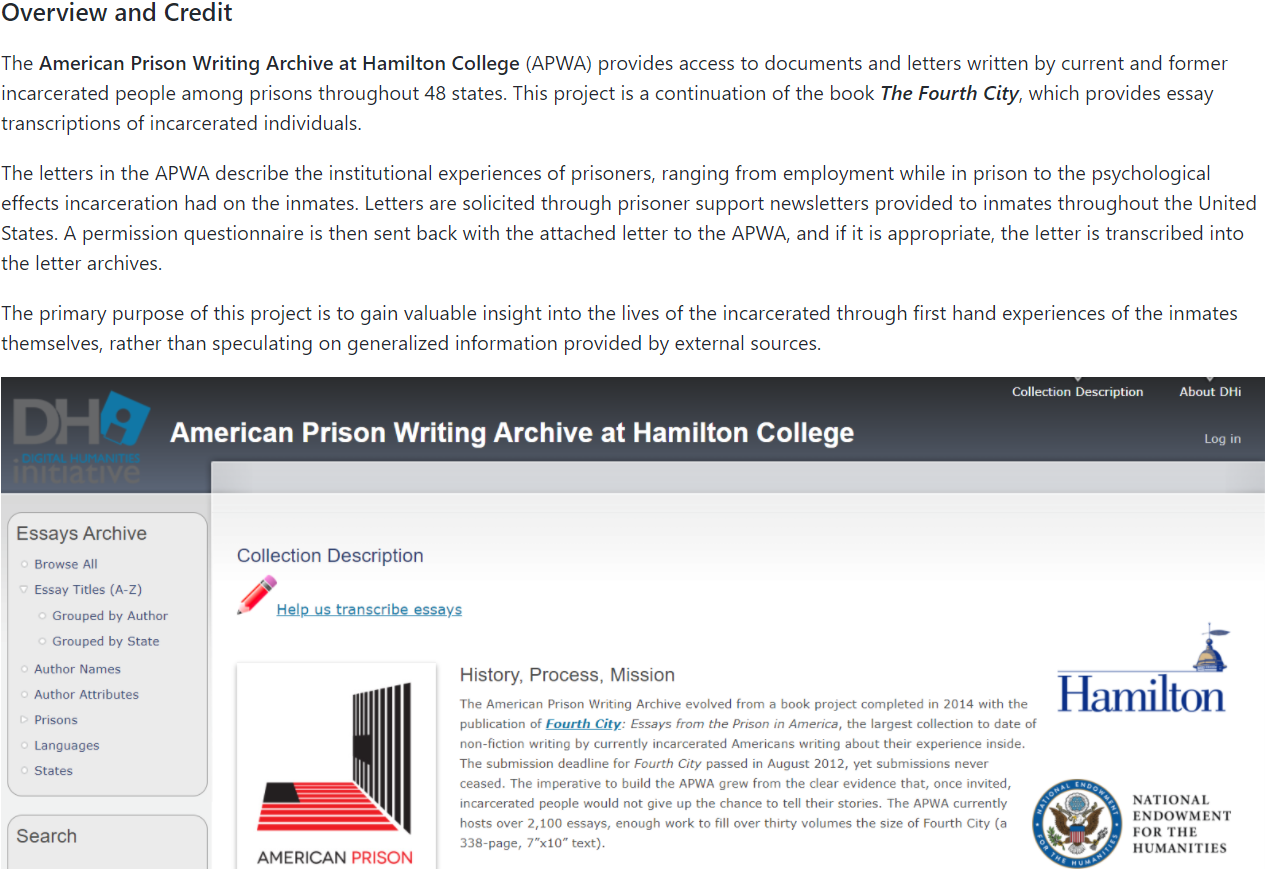 Overview and Credit
The American Prison Writing Archive at Hamilton College (APWA) provides access to documents and letters written by current and former
incarcerated people among prisons throughout 48 states. This project is a continuation of the book The Fourth City, which provides essay
transcriptions of incarcerated individuals.
The letters in the APWA describe the institutional experiences of prisoners, ranging from employment while in prison to the psychological
effects incarceration had on the inmates. Letters are solicited through prisoner support newsletters provided to inmates throughout the United
States. A permission questionnaire is then sent back with the attached letter to the APWA, and if it is appropriate, the letter is transcribed into
the letter archives.
The primary purpose of this project is to gain valuable insight into the lives of the incarcerated through first hand experiences of the inmates
themselves, rather than speculating on generalized information provided by external sources.
Collection Description
About DHi
DHi
DIGITAL HUMANITIES
initiative
American Prison Writing Archive at Hamilton College
Log in
Essays Archive
Browse All
Essay Titles (A-Z)
Grouped by Author
Grouped by State
Author Names
Author Attributes
Prisons
Languages
States
Search
Collection Description
Help us transcribe essays
AMERICAN PRISON
History, Process, Mission
The American Prison Writing Archive evolved from a book project completed in 2014 with the
publication of Fourth City: Essays from the Prison in America, the largest collection to date of
non-fiction writing by currently incarcerated Americans writing about their experience inside.
The submission deadline for Fourth City passed in August 2012, yet submissions never
ceased. The imperative to build the APWA grew from the clear evidence that, once invited,
incarcerated people would not give up the chance to tell their stories. The APWA currently
hosts over 2,100 essays, enough work to fill over thirty volumes the size of Fourth City (a
338-page, 7”x10” text).
Hamilton
NATIONAL ENDOWMENT
FOR THE HUMANITIES
NATIONAL
ENDOWMENT
FOR THE
HUMANITIES